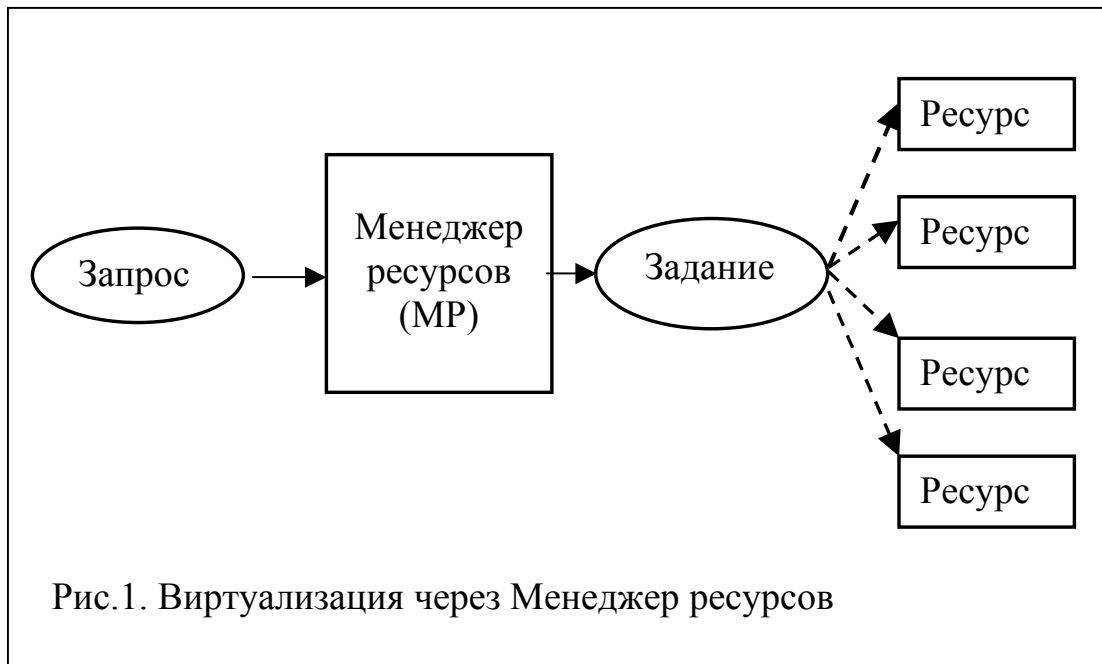 Запрос
Менеджер
ресурсов
(МР)
Задание
Ресурс
Ресурс
Ресурс
Ресурс
Рис.1. Виртуализация через Менеджер ресурсов